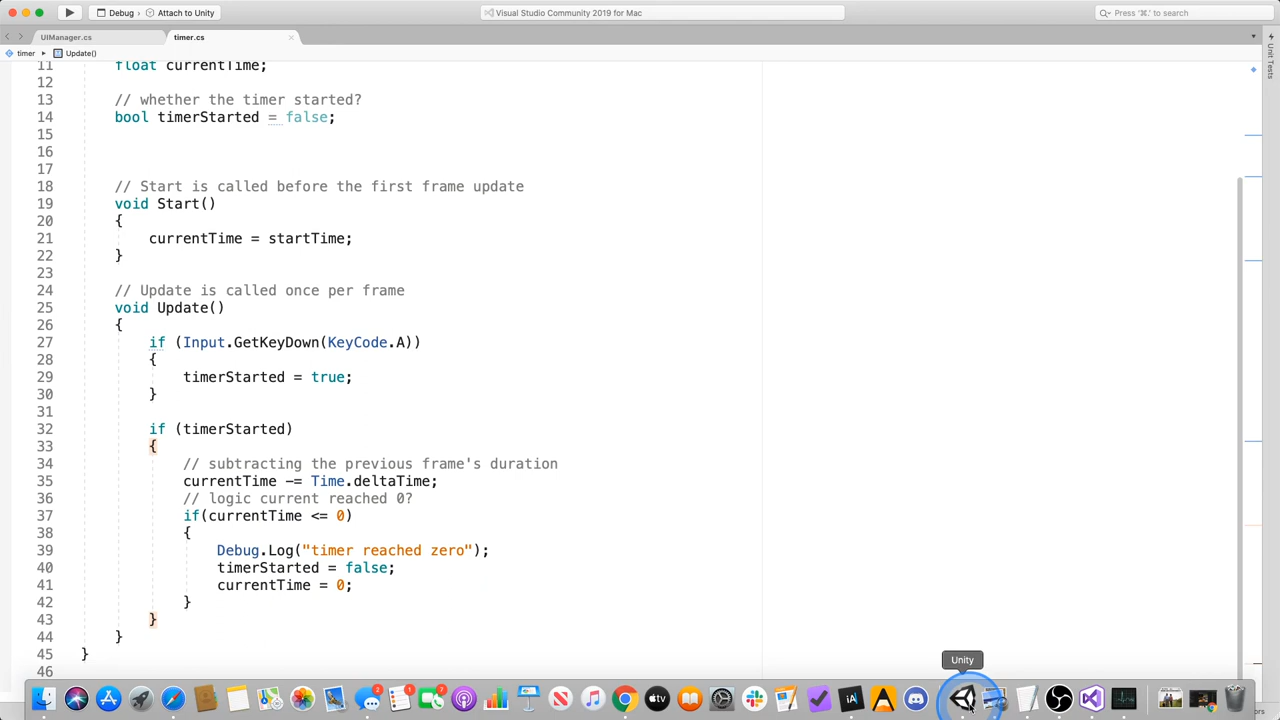 Debug
Attach to Unity
Visual Studio Community 2019 for Mac
Press '⌘.' to search
UIManager.cs
timer.cs
timer
Update()
Unit Tests
11 float currentTime;
12
13 // whether the timer started?
14 bool timerStarted = false;
15
16
17
18 // Start is called before the first frame update
19 void Start()
20 {
21 currentTime = startTime;
22 }
23
24 // Update is called once per frame
25 void Update()
26 {
27 if (Input.GetKeyDown(KeyCode.A))
28 {
29 timerStarted = true;
30 }
31
32 if (timerStarted)
33 {
34 // subtracting the previous frame's duration
35 currentTime -= Time.deltaTime;
36 // logic current reached 0?
37 if(currentTime <= 0)
38 {
39 Debug.Log("timer reached zero");
40 timerStarted = false;
41 currentTime = 0;
42 }
43 }
44 }
45 }
46
Unity